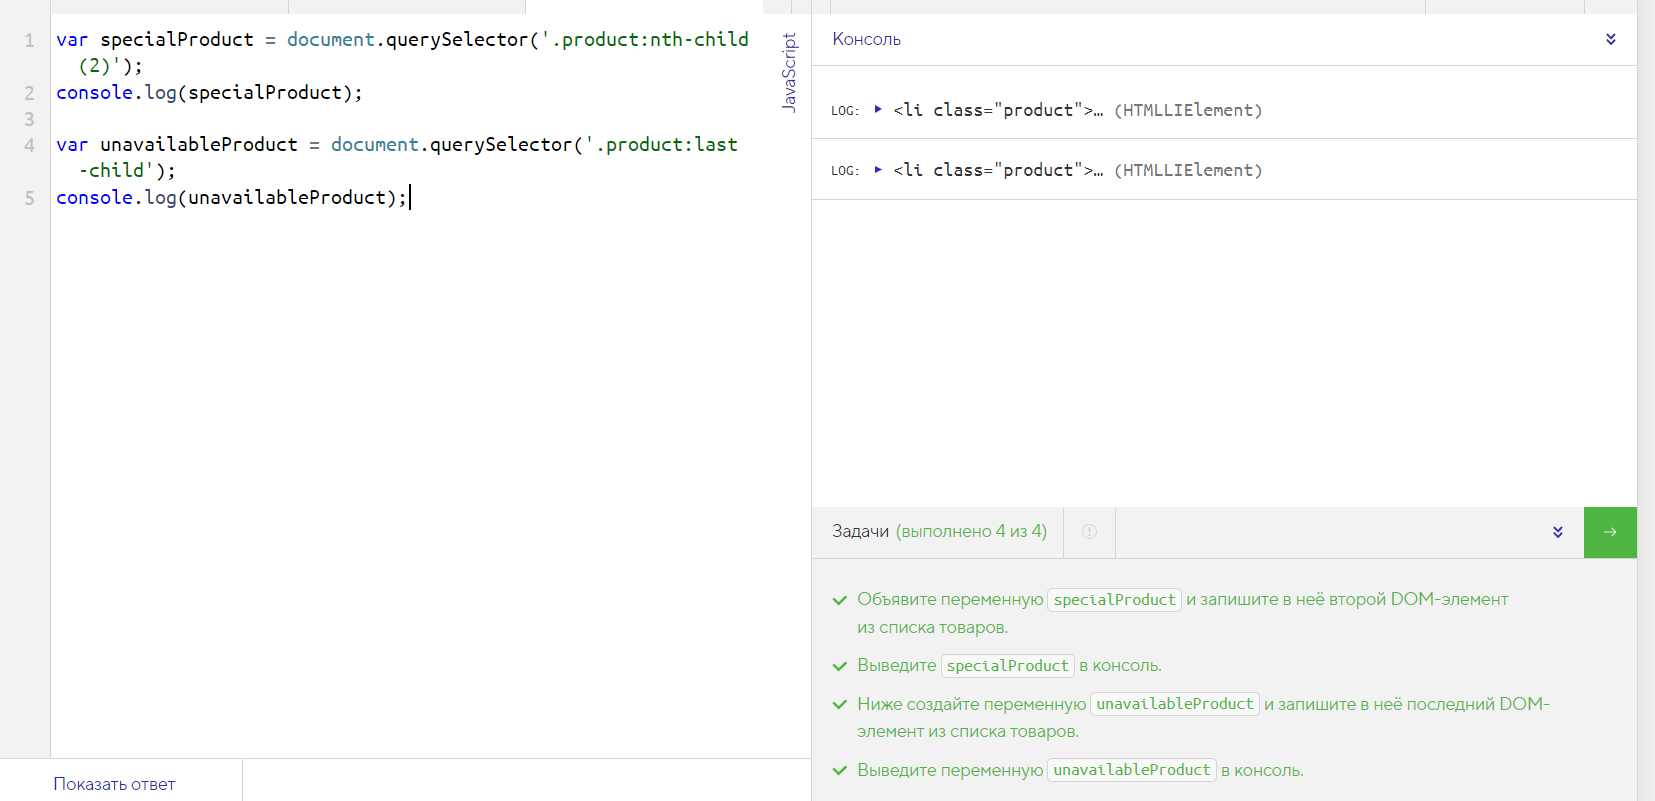 1 var specialProduct = document.querySelector('.product:nth-child
(2)');
2 console.log(specialProduct);
3
4 var unavailableProduct = document.querySelector('.product:last
-child');
5 console.log(unavailableProduct);
JavaScript
Показать ответ
Консоль
LOG: ▶ <li class="product">… (HTMLLIElement)
LOG: ▶ <li class="product">… (HTMLLIElement)
Задачи (выполнено 4 из 4)
Объявите переменную specialProduct и запишите в неё второй DOM-элемент
из списка товаров.
Выведите specialProduct в консоль.
Ниже создайте переменную unavailableProduct и запишите в неё последний DOM-
элемент из списка товаров.
Выведите переменную unavailableProduct в консоль.